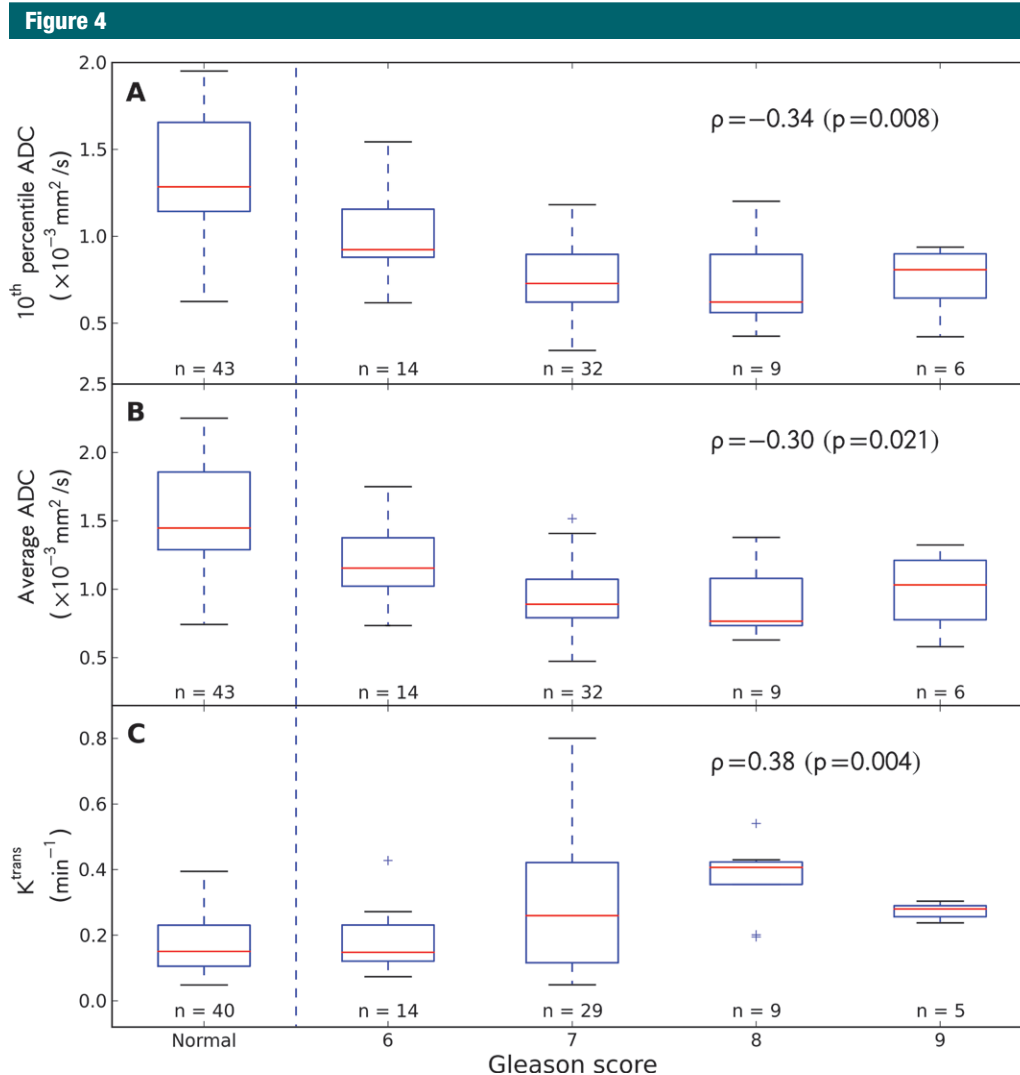 Figure 4
A
ρ=−0.34 (p=0.008)
10th percentile ADC
(×10−3 mm2/s)
2.0
1.5
1.0
0.5
n = 43
n = 14
n = 32
n = 9
n = 6
B
ρ=−0.30 (p=0.021)
Average ADC
(×10−3 mm2/s)
2.5
2.0
1.5
1.0
0.5
n = 43
n = 14
n = 32
n = 9
n = 6
C
ρ=0.38 (p=0.004)
Ktrans
(min−1)
0.8
0.6
0.4
0.2
0.0
n = 40
n = 14
n = 29
n = 9
n = 5
Normal
6
7
8
9
Gleason score